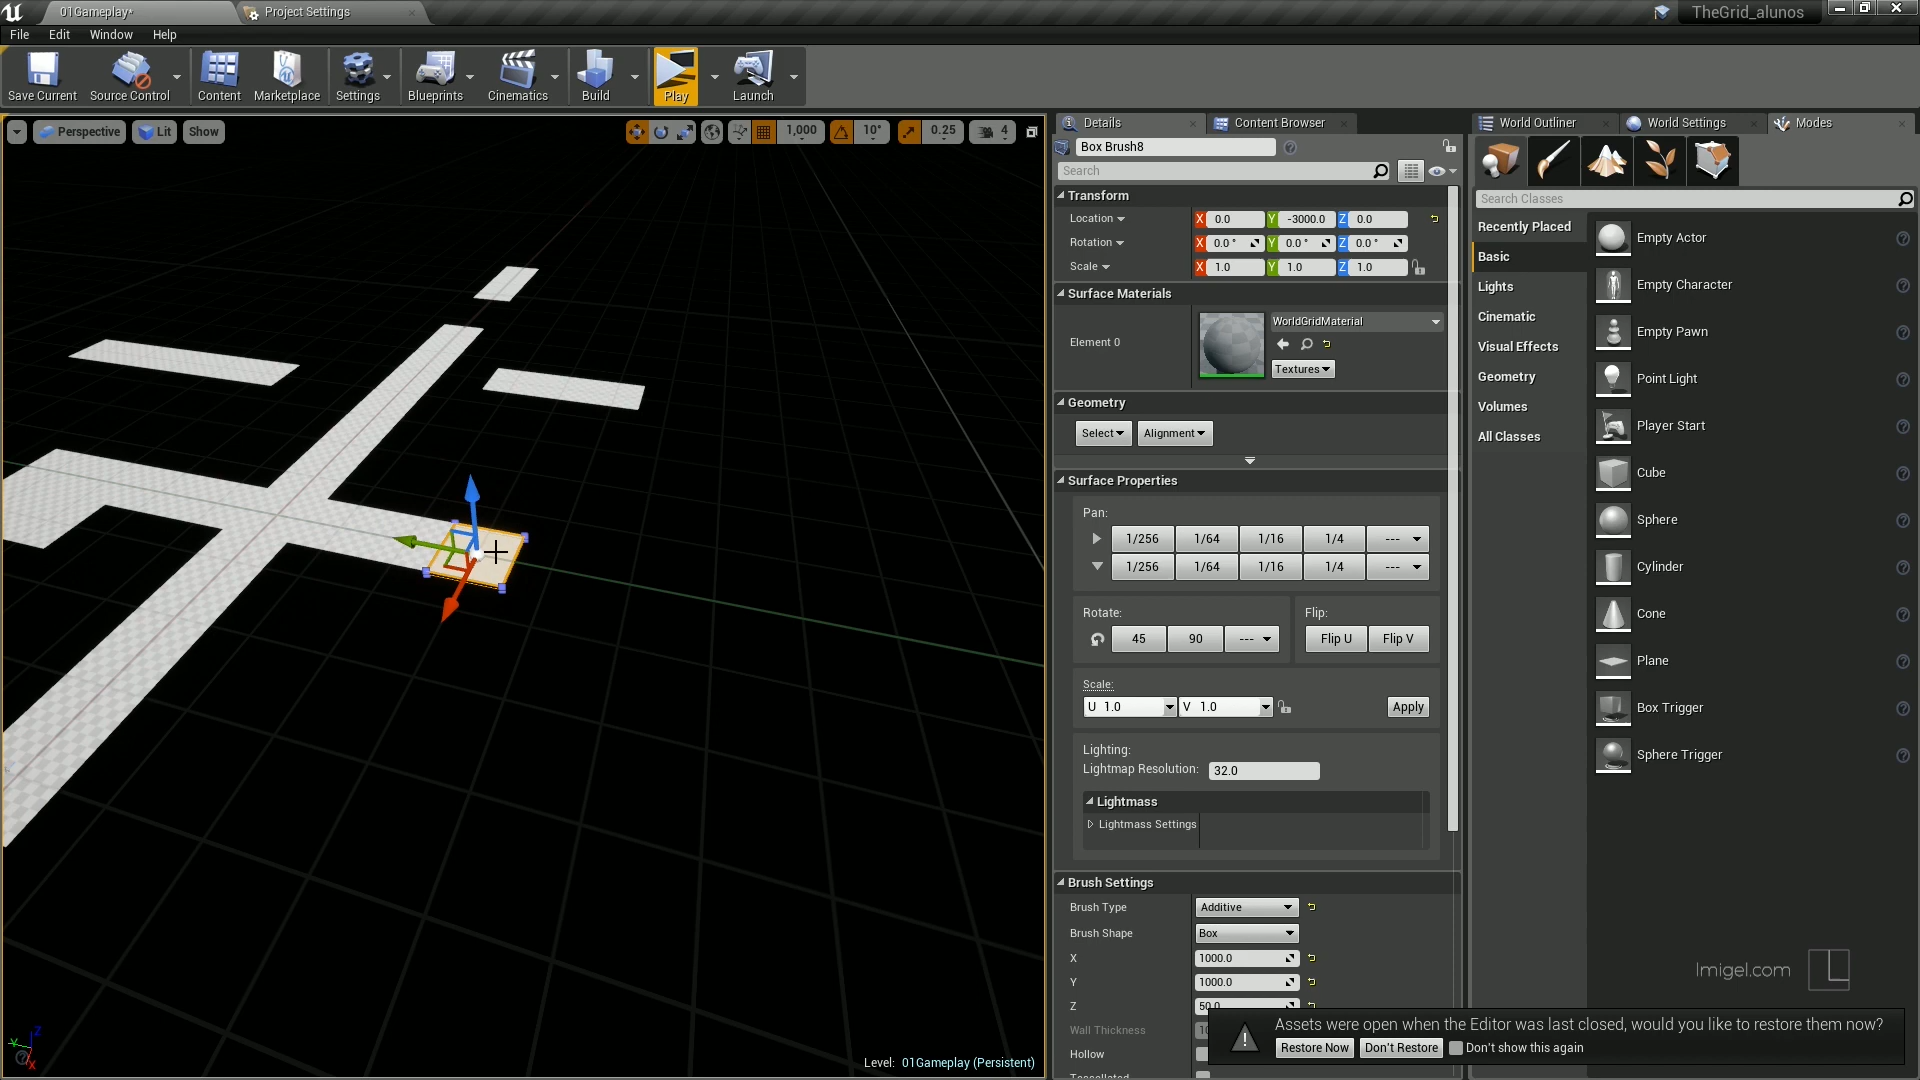 01Gameplay*
Project Settings
TheGrid_alunos
File Edit Window Help
Save Current
Source Control
Content
Marketplace
Settings
Blueprints
Cinematics
Build
Play
Launch
Perspective
Lit
Show
1,000
10°
0.25
4
Level: 01Gameplay (Persistent)
Details
Content Browser
Box Brush8
Search
Transform
Location X 0.0 Y -3000.0 Z 0.0
Rotation X 0.0 ° Y 0.0 ° Z 0.0 °
Scale X 1.0 Y 1.0 Z 1.0
Surface Materials
Element 0
WorldGridMaterial
Textures
Geometry
Select Alignment
Surface Properties
Pan:
1/256 1/64 1/16 1/4 ---
1/256 1/64 1/16 1/4 ---
Rotate: Flip:
45 90 --- Flip U Flip V
Scale:
U 1.0 V 1.0 Apply
Lighting:
Lightmap Resolution: 32.0
Lightmass
Lightmass Settings
Brush Settings
Brush Type Additive
Brush Shape Box
X 1000.0
Y 1000.0
Z 50.0
Wall Thickness
Hollow
World Outliner
World Settings
Modes
Search Classes
Recently Placed
Basic
Lights
Cinematic
Visual Effects
Geometry
Volumes
All Classes
Empty Actor
Empty Character
Empty Pawn
Point Light
Player Start
Cube
Sphere
Cylinder
Cone
Plane
Box Trigger
Sphere Trigger
lmigel.com
Assets were open when the Editor was last closed, would you like to restore them now?
Restore Now Don't Restore Don't show this again
X
Y
Z